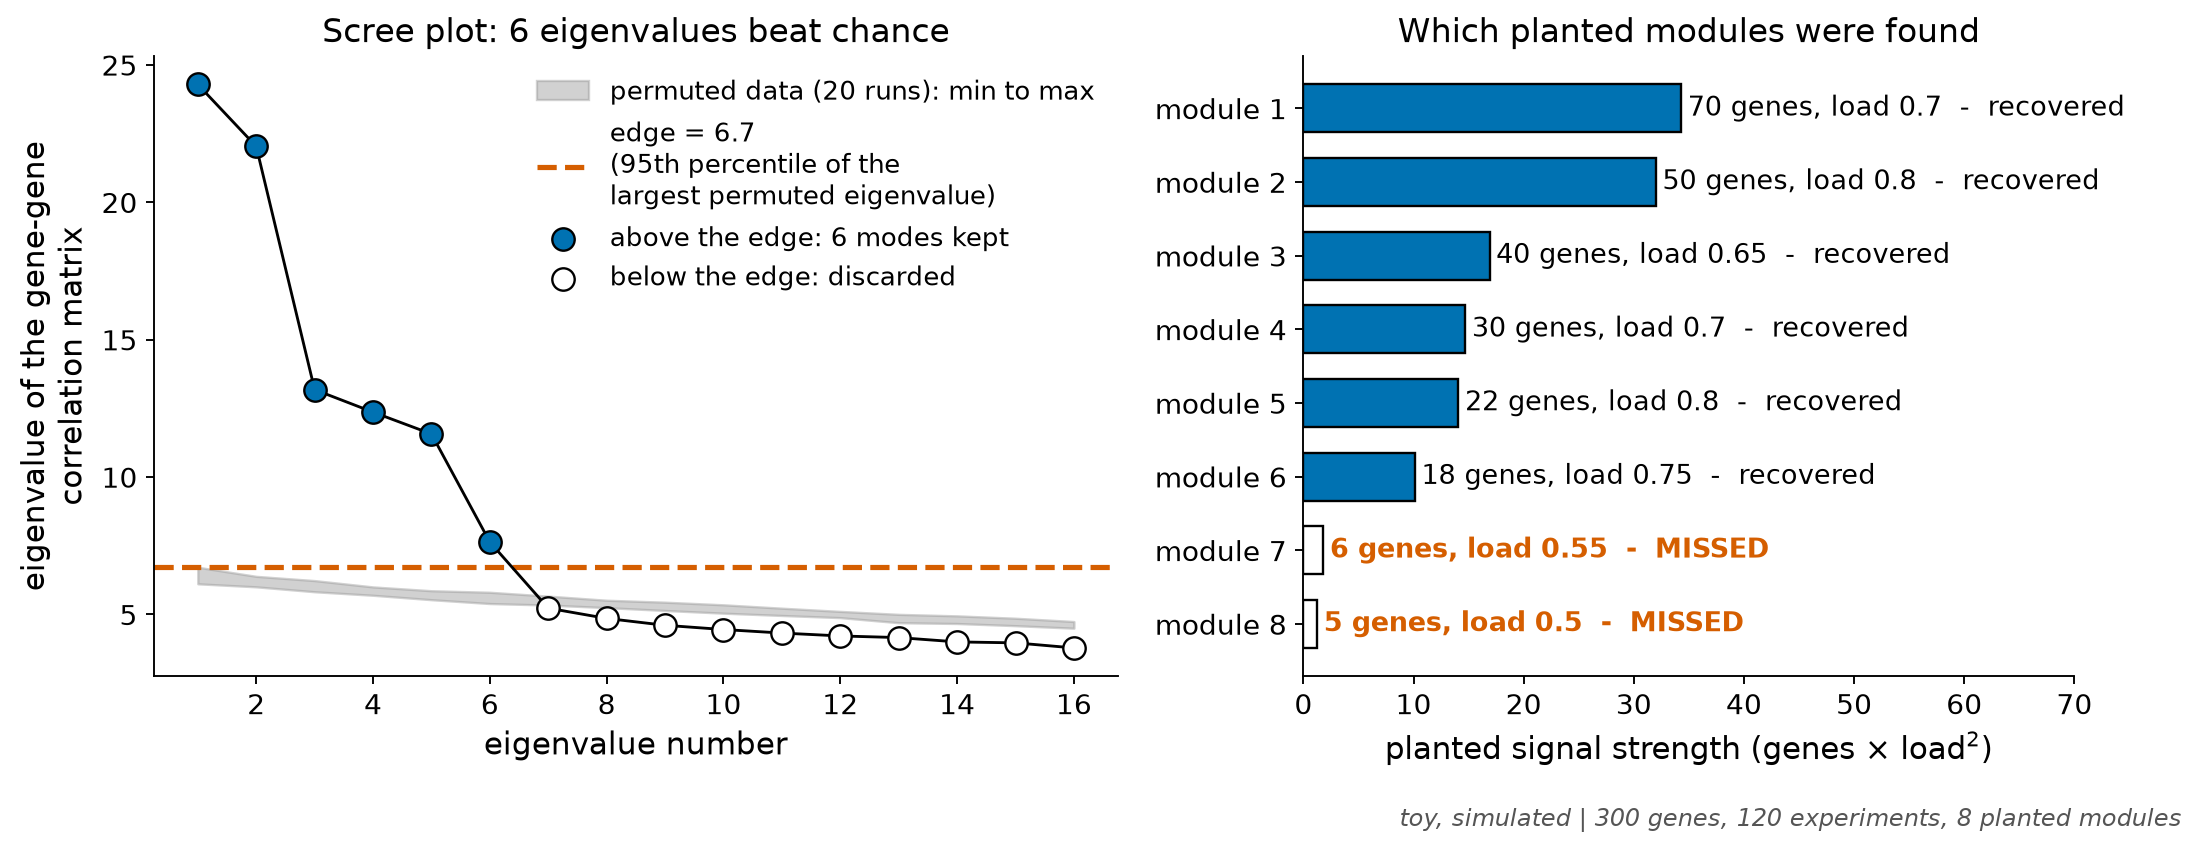 Scree plot: 6 eigenvalues beat chance
eigenvalue of the gene-gene
correlation matrix
25
20
15
10
5
permuted data (20 runs): min to max
edge = 6.7
(95th percentile of the
largest permuted eigenvalue)
above the edge: 6 modes kept
below the edge: discarded
2 4 6 8 10 12 14 16
eigenvalue number
Which planted modules were found
module 1 70 genes, load 0.7 - recovered
module 2 50 genes, load 0.8 - recovered
module 3 40 genes, load 0.65 - recovered
module 4 30 genes, load 0.7 - recovered
module 5 22 genes, load 0.8 - recovered
module 6 18 genes, load 0.75 - recovered
module 7 6 genes, load 0.55 - MISSED
module 8 5 genes, load 0.5 - MISSED
0 10 20 30 40 50 60 70
planted signal strength (genes × load²)
toy, simulated | 300 genes, 120 experiments, 8 planted modules